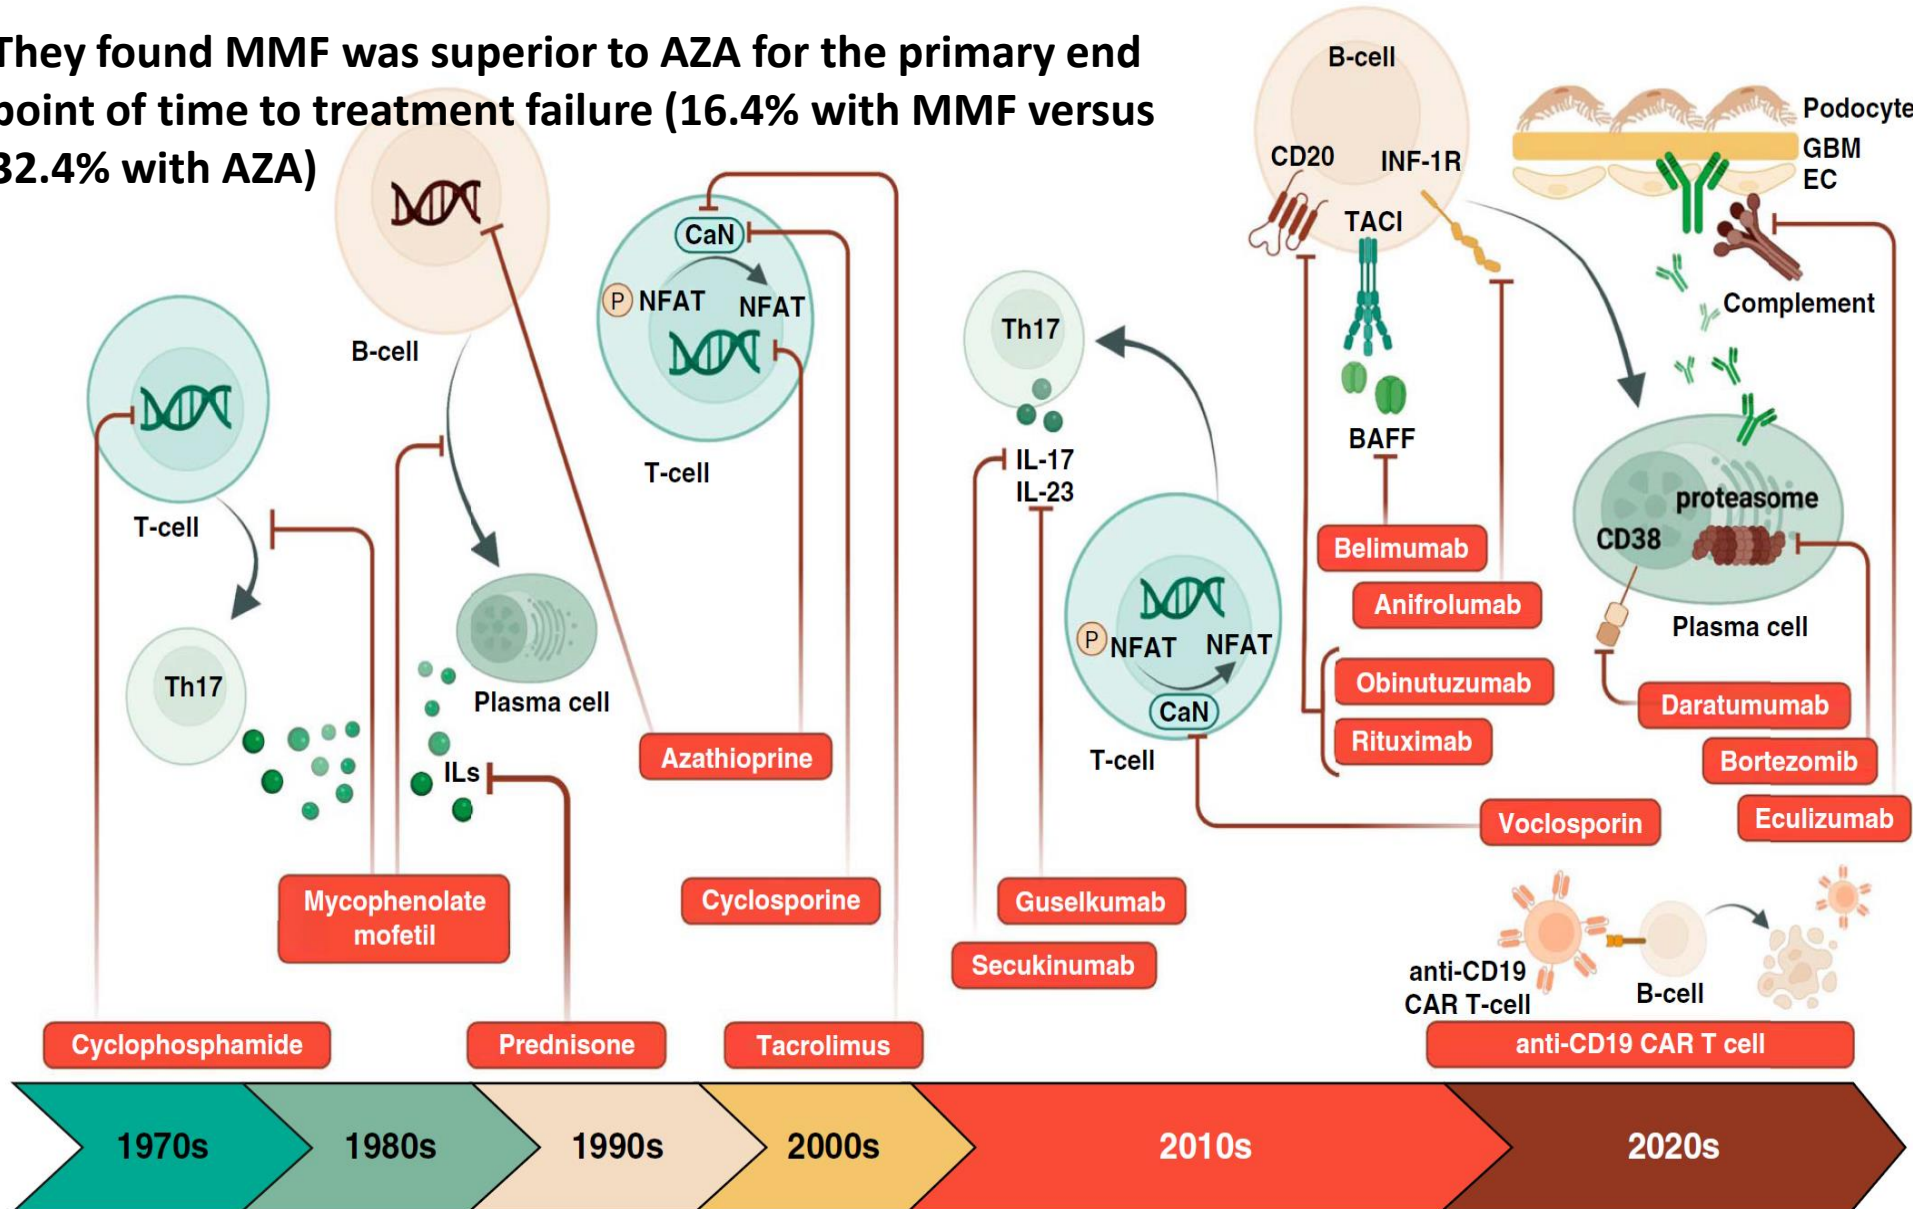 They found MMF was superior to AZA for the primary end
point of time to treatment failure (16.4% with MMF versus
32.4% with AZA)
T-cell
Th17
B-cell
Plasma cell
ILs
CaN
P NFAT
NFAT
T-cell
Azathioprine
Mycophenolate
mofetil
Cyclosporine
Cyclophosphamide
Prednisone
Tacrolimus
Th17
IL-17
IL-23
P NFAT
NFAT
CaN
T-cell
Guselkumab
Secukinumab
B-cell
CD20
INF-1R
TACI
BAFF
Belimumab
Anifrolumab
Obinutuzumab
Rituximab
Voclosporin
Podocyte
GBM
EC
Complement
proteasome
CD38
Plasma cell
Daratumumab
Bortezomib
Eculizumab
anti-CD19
CAR T-cell
B-cell
anti-CD19 CAR T cell
1970s
1980s
1990s
2000s
2010s
2020s